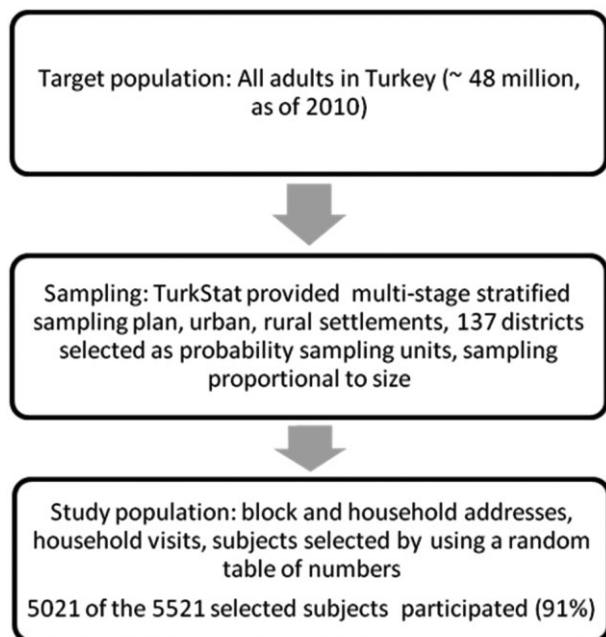 Target population: All adults in Turkey (~ 48 million,
as of 2010)
Sampling: TurkStat provided multi-stage stratified
sampling plan, urban, rural settlements, 137 districts
selected as probability sampling units, sampling
proportional to size
Study population: block and household addresses,
household visits, subjects selected by using a random
table of numbers
5021 of the 5521 selected subjects participated (91%)